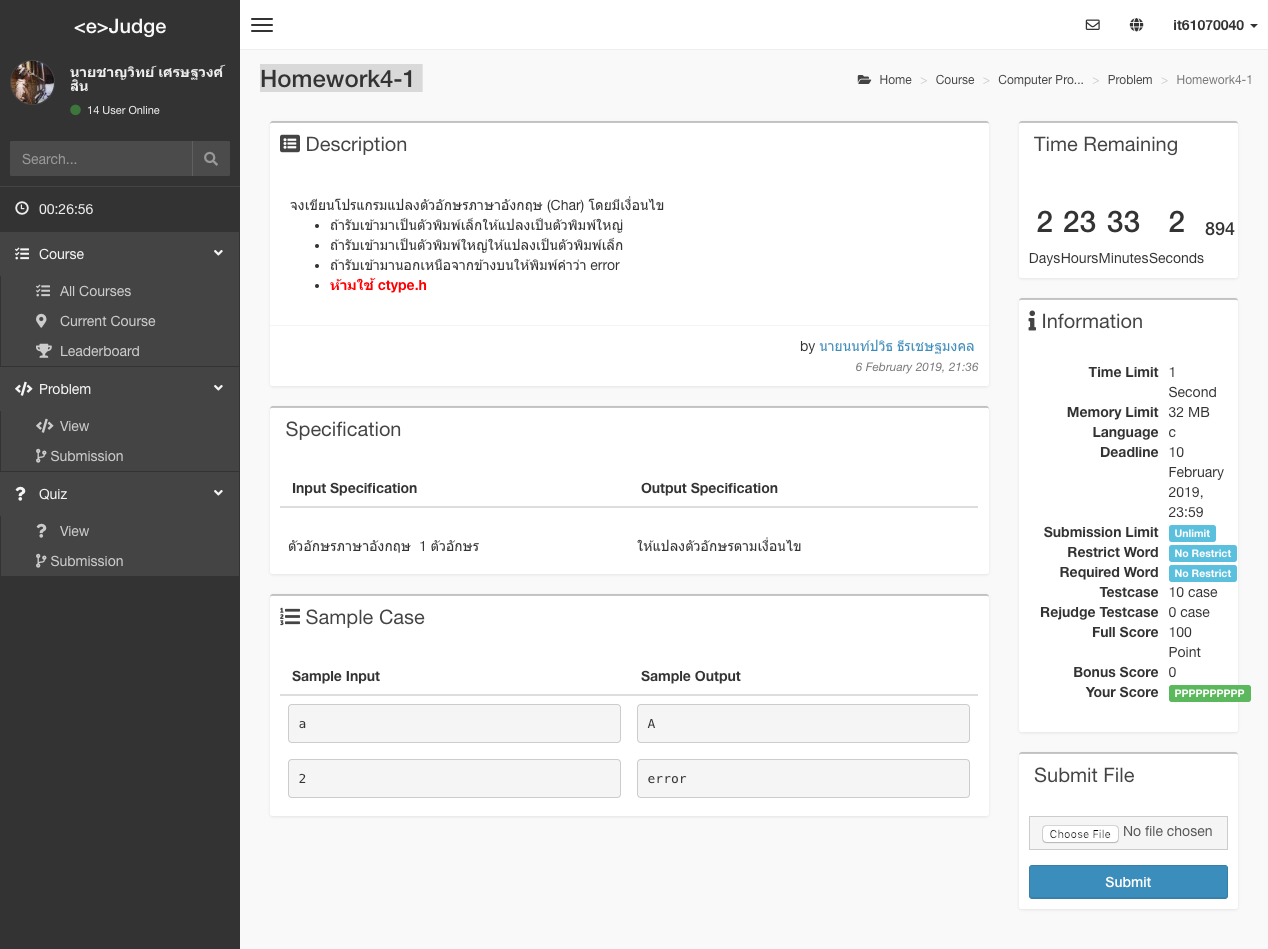 <e>Judge
นายชาญวิทย์ เศรษฐวงศ์
สิน
14 User Online
Search...
00:26:56
Course
All Courses
Current Course
Leaderboard
Problem
View
Submission
Quiz
View
Submission
it61070040
Homework4-1
Home > Course > Computer Pro... > Problem > Homework4-1
Description
จงเขียนโปรแกรมแปลงตัวอักษรภาษาอังกฤษ (Char) โดยมีเงื่อนไข
ถ้ารับเข้ามาเป็นตัวพิมพ์เล็กให้แปลงเป็นตัวพิมพ์ใหญ่
ถ้ารับเข้ามาเป็นตัวพิมพ์ใหญ่ให้แปลงเป็นตัวพิมพ์เล็ก
ถ้ารับเข้ามานอกเหนือจากข้างบนให้พิมพ์คำว่า error
ห้ามใช้ ctype.h
by นายนนท์ปวิธ ธีรเชษฐมงคล
6 February 2019, 21:36
Specification
Input Specification Output Specification
ตัวอักษรภาษาอังกฤษ 1 ตัวอักษร ให้แปลงตัวอักษรตามเงื่อนไข
Sample Case
Sample Input Sample Output
a A
2 error
Time Remaining
2 23 33 2 894
DaysHoursMinutesSeconds
Information
Time Limit 1
Second
Memory Limit 32 MB
Language c
Deadline 10
February
2019,
23:59
Submission Limit Unlimit
Restrict Word No Restrict
Required Word No Restrict
Testcase 10 case
Rejudge Testcase 0 case
Full Score 100
Point
Bonus Score 0
Your Score PPPPPPPPPP
Submit File
Choose File No file chosen
Submit